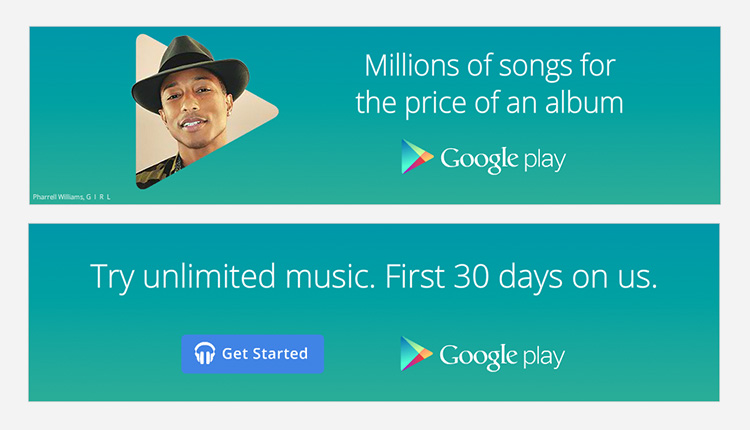 Millions of songs for
the price of an album
Google play
Pharrell Williams, G I R L
Try unlimited music. First 30 days on us.
Get Started
Google play